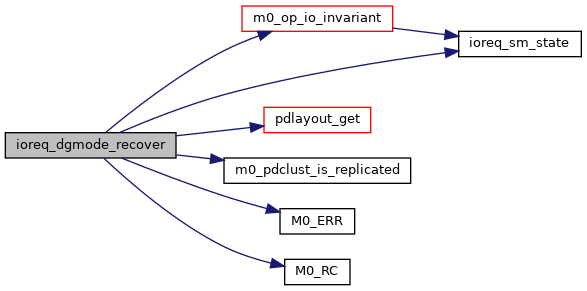 m0_op_io_invariant
ioreq_sm_state
pdlayout_get
ioreq_dgmode_recover
m0_pdclust_is_replicated
M0_ERR
M0_RC